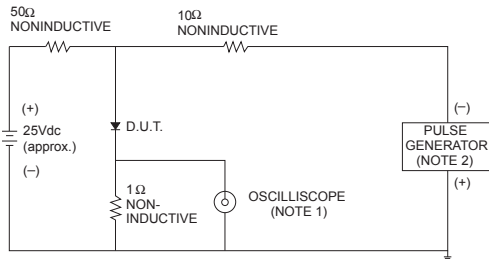 50Ω
NONINDUCTIVE
10Ω
NONINDUCTIVE
(+)
25Vdc
(approx.)
(–)
D.U.T.
1Ω
NON-
INDUCTIVE
OSCILLISCOPE
(NOTE 1)
(–)
PULSE
GENERATOR
(NOTE 2)
(+)